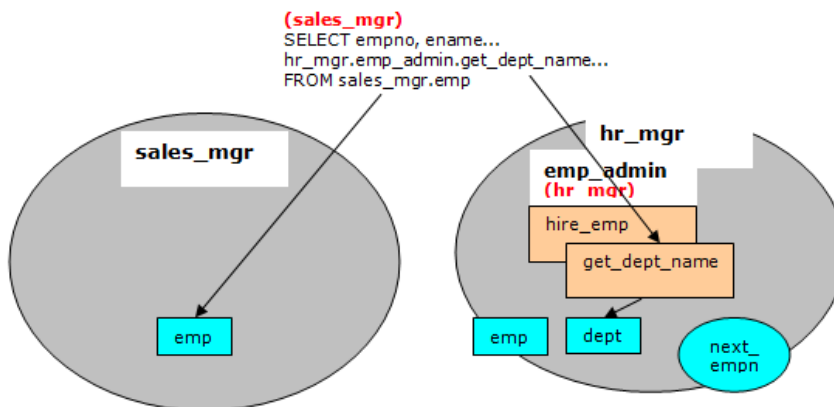 (sales_mgr)
SELECT empno, ename...
hr_mgr.emp_admin.get_dept_name...
FROM sales_mgr.emp
sales_mgr
hr_mgr
emp_admin
(hr_mgr)
hire_emp
get_dept_name
emp
emp
dept
next_
empn